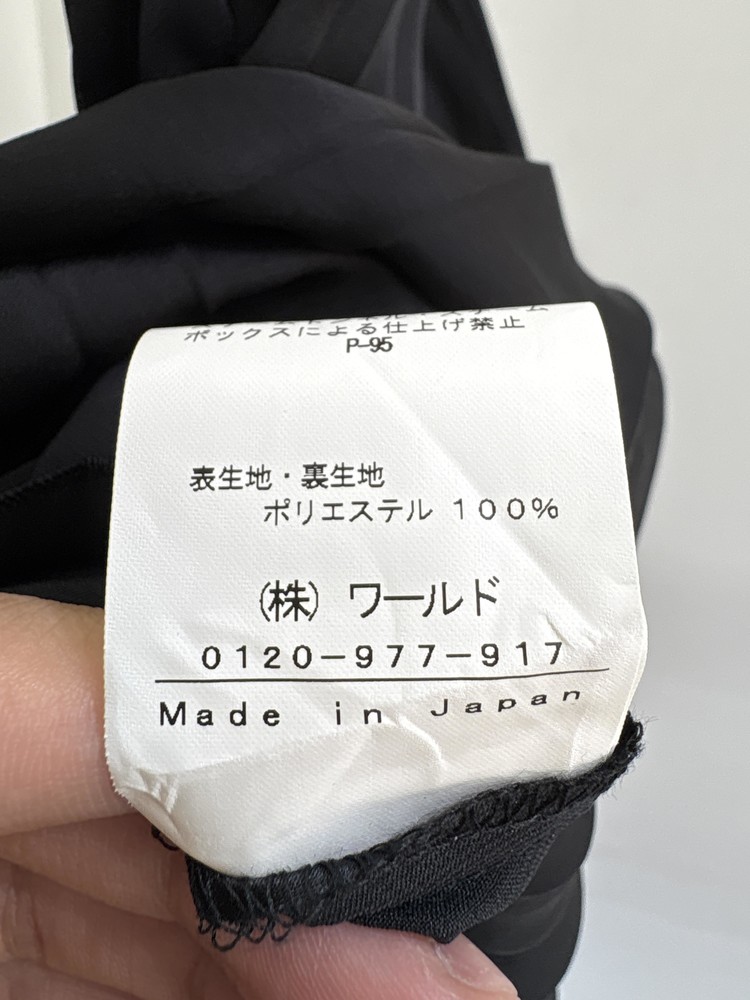 ボックスによる仕上げ禁止
P-95
表生地・裏生地
ポリエステル 100%
(株) ワールド
0120-977-917
Made in Japan